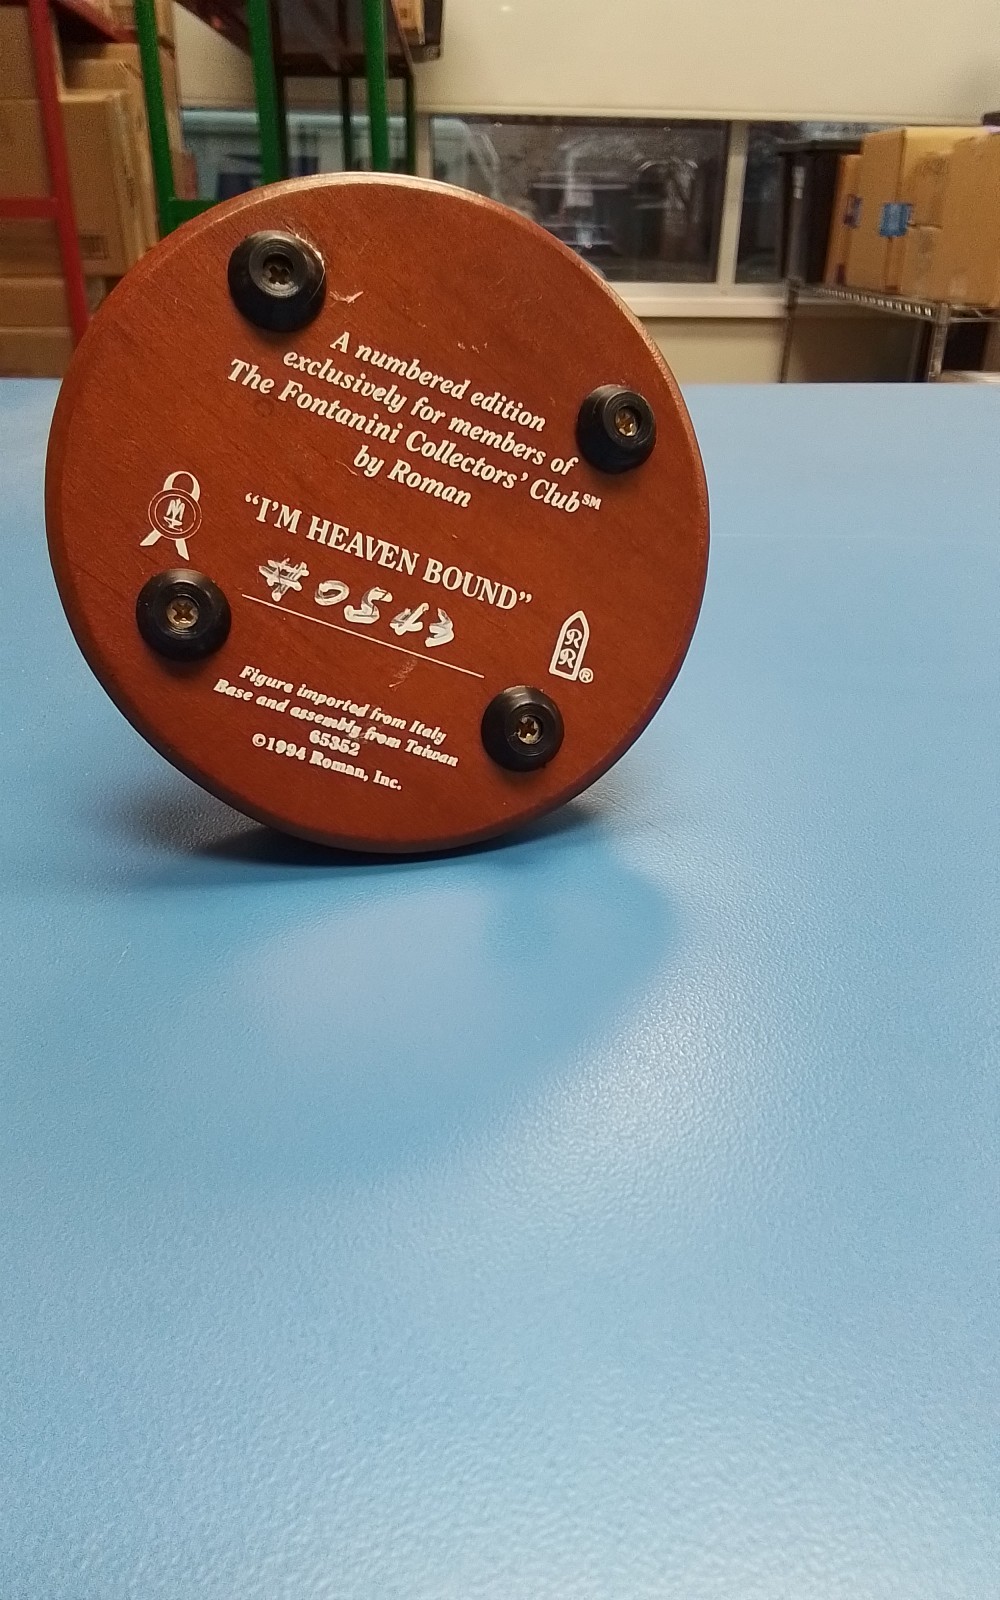 A numbered edition
exclusively for members of
The Fontanini Collectors' Club℠
by Roman
"I'M HEAVEN BOUND"
#0543
Figure imported from Italy
Base and assembly from Taiwan
65352
©1994 Roman, Inc.
R
R®